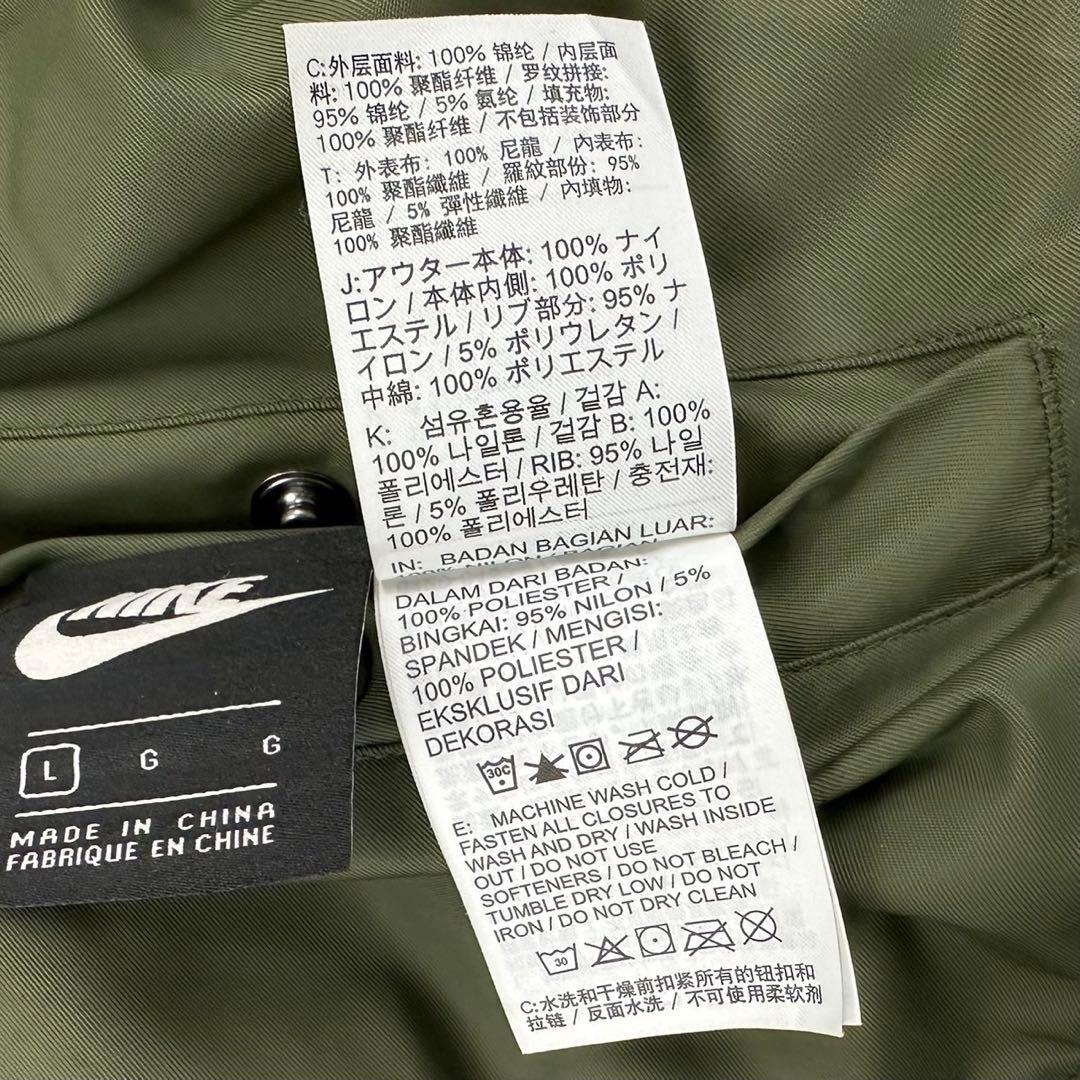 C:外层面料: 100% 锦纶 / 内层面
料: 100% 聚酯纤维 / 罗纹拼接:
95% 锦纶 / 5% 氨纶 / 填充物:
100% 聚酯纤维 / 不包括装饰部分
T: 外表布: 100% 尼龍 / 內表布:
100% 聚酯纖維 / 羅紋部份: 95%
尼龍 / 5% 彈性纖維 / 內填物:
100% 聚酯纖維
J:アウター本体: 100% ナイ
ロン / 本体内側: 100% ポリ
エステル / リブ部分: 95% ナ
イロン / 5% ポリウレタン /
中綿: 100% ポリエステル
K: 섬유혼용율 / 겉감 A:
100% 나일론 / 겉감 B: 100%
폴리에스터 / RIB: 95% 나일
론 / 5% 폴리우레탄 / 충전재:
100% 폴리에스터
IN: BADAN BAGIAN LUAR:
100% NILON / BAGIAN
DALAM DARI BADAN:
100% POLIESTER /
BINGKAI: 95% NILON / 5%
SPANDEK / MENGISI:
100% POLIESTER /
EKSKLUSIF DARI
DEKORASI
30C
E: MACHINE WASH COLD /
FASTEN ALL CLOSURES TO
WASH AND DRY / WASH INSIDE
OUT / DO NOT USE
SOFTENERS / DO NOT BLEACH /
TUMBLE DRY LOW / DO NOT
IRON / DO NOT DRY CLEAN
30
C:水洗和干燥前扣紧所有的钮扣和
拉链 / 反面水洗 / 不可使用柔软剂
NIKE
L G G
MADE IN CHINA
FABRIQUE EN CHINE